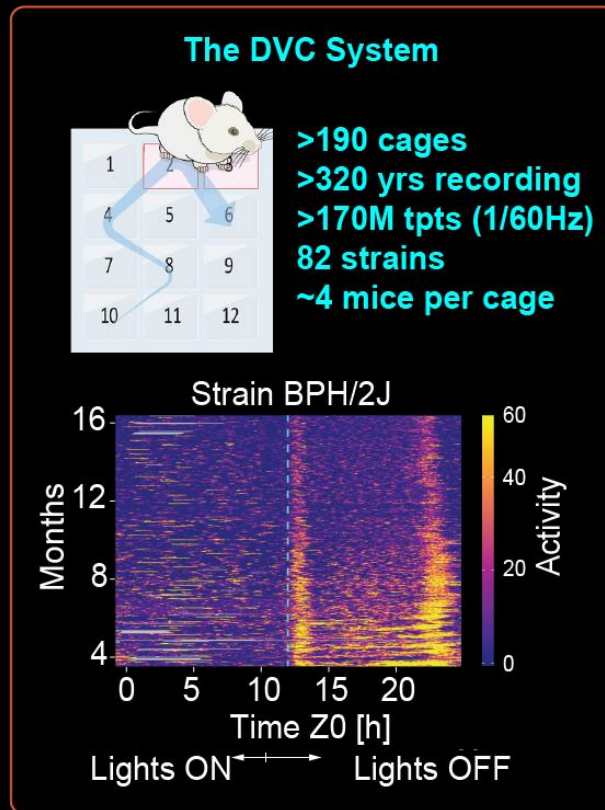 The DVC System
1 2 3
4 5 6
7 8 9
10 11 12
>190 cages
>320 yrs recording
>170M tpts (1/60Hz)
82 strains
~4 mice per cage
Strain BPH/2J
16
12
8
4
Months
0 5 10 15 20
Time Z0 [h]
60
40
20
0
Activity
Lights ON Lights OFF